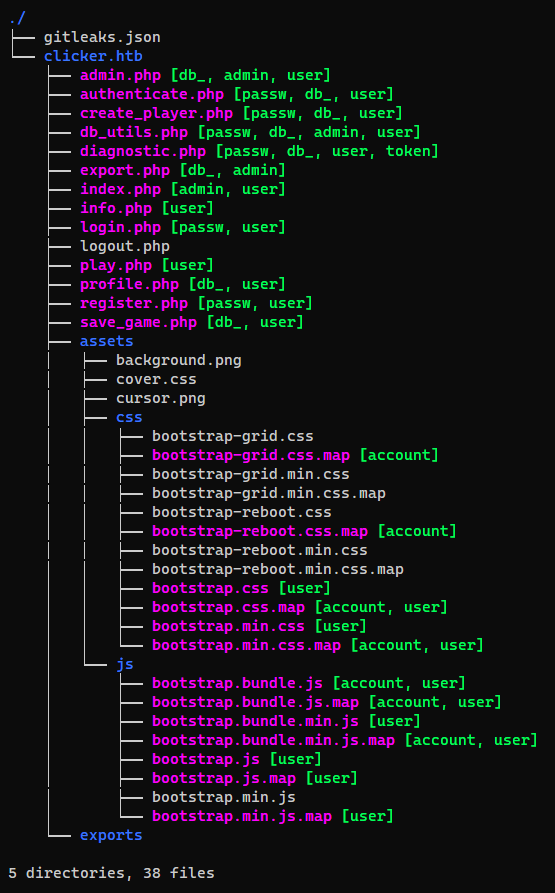 ./
├── gitleaks.json
└── clicker.htb
    ├── admin.php [db_, admin, user]
    ├── authenticate.php [passw, db_, user]
    ├── create_player.php [passw, db_, user]
    ├── db_utils.php [passw, db_, admin, user]
    ├── diagnostic.php [passw, db_, user, token]
    ├── export.php [db_, admin]
    ├── index.php [admin, user]
    ├── info.php [user]
    ├── login.php [passw, user]
    ├── logout.php
    ├── play.php [user]
    ├── profile.php [db_, user]
    ├── register.php [passw, user]
    ├── save_game.php [db_, user]
    ├── assets
    │   ├── background.png
    │   ├── cover.css
    │   ├── cursor.png
    │   ├── css
    │   │   ├── bootstrap-grid.css
    │   │   ├── bootstrap-grid.css.map [account]
    │   │   ├── bootstrap-grid.min.css
    │   │   ├── bootstrap-grid.min.css.map
    │   │   ├── bootstrap-reboot.css
    │   │   ├── bootstrap-reboot.css.map [account]
    │   │   ├── bootstrap-reboot.min.css
    │   │   ├── bootstrap-reboot.min.css.map
    │   │   ├── bootstrap.css [user]
    │   │   ├── bootstrap.css.map [account, user]
    │   │   ├── bootstrap.min.css [user]
    │   │   └── bootstrap.min.css.map [account, user]
    │   └── js
    │       ├── bootstrap.bundle.js [account, user]
    │       ├── bootstrap.bundle.js.map [account, user]
    │       ├── bootstrap.bundle.min.js [user]
    │       ├── bootstrap.bundle.min.js.map [account, user]
    │       ├── bootstrap.js [user]
    │       ├── bootstrap.js.map [user]
    │       ├── bootstrap.min.js
    │       └── bootstrap.min.js.map [user]
    └── exports
5 directories, 38 files